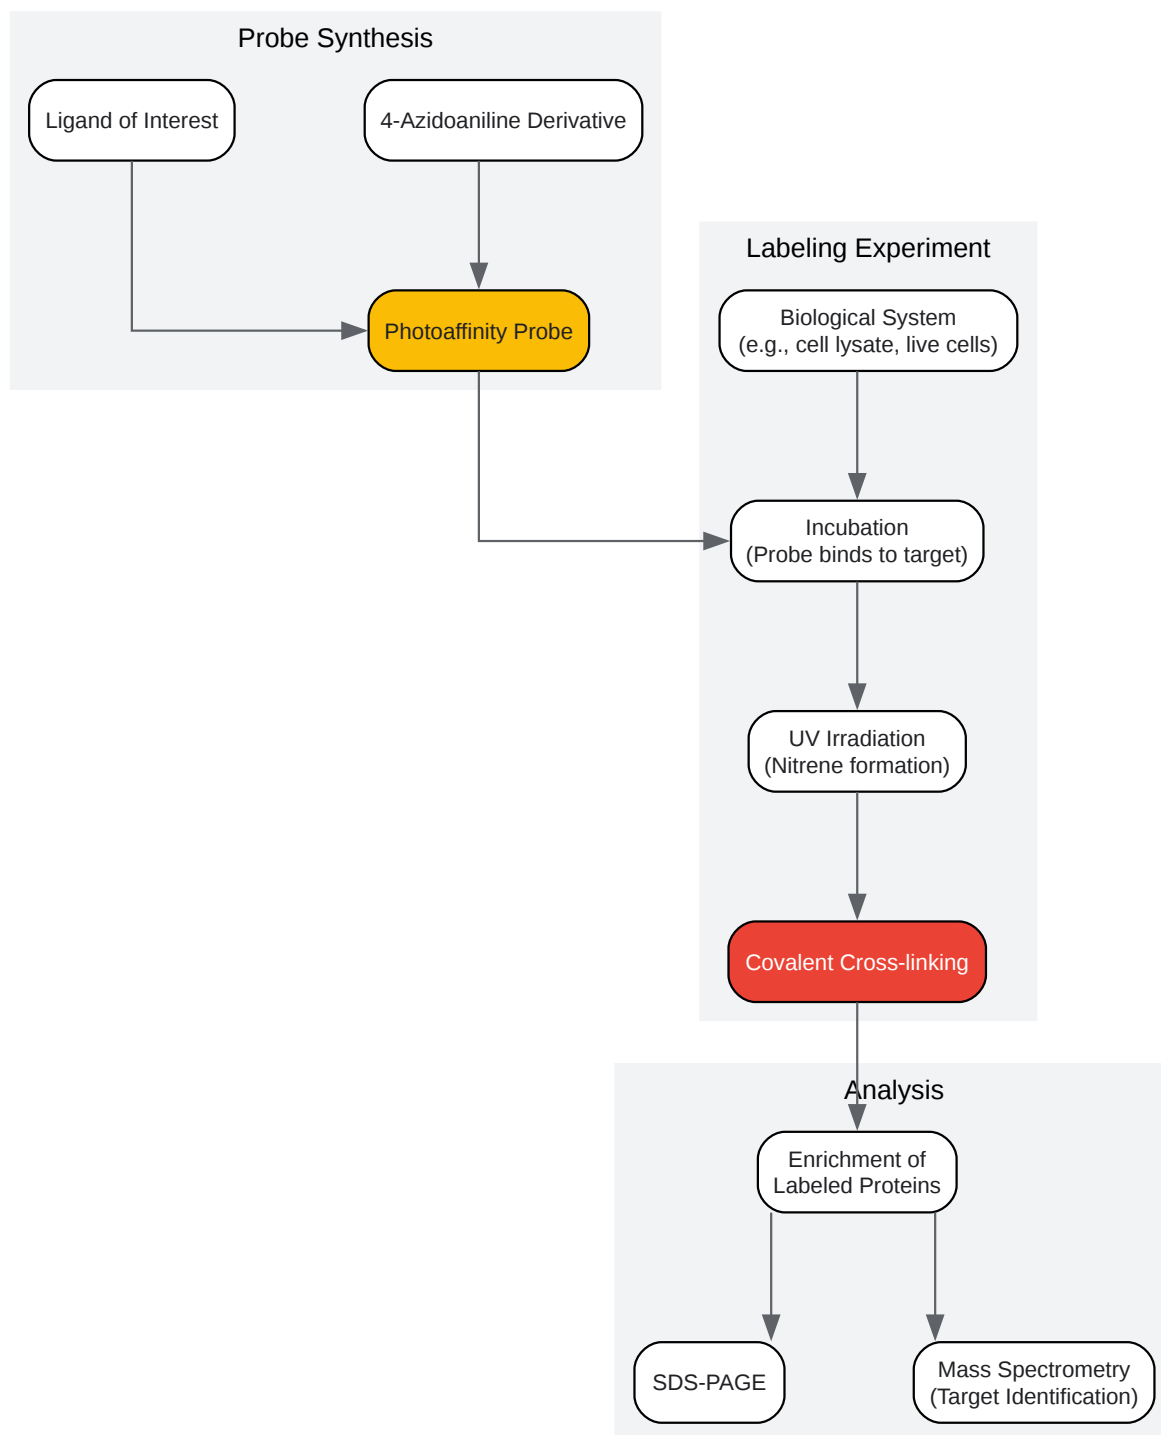 Probe Synthesis
Ligand of Interest
4-Azidoaniline Derivative
Photoaffinity Probe
Labeling Experiment
Biological System
(e.g., cell lysate, live cells)
Incubation
(Probe binds to target)
UV Irradiation
(Nitrene formation)
Covalent Cross-linking
Analysis
Enrichment of
Labeled Proteins
SDS-PAGE
Mass Spectrometry
(Target Identification)